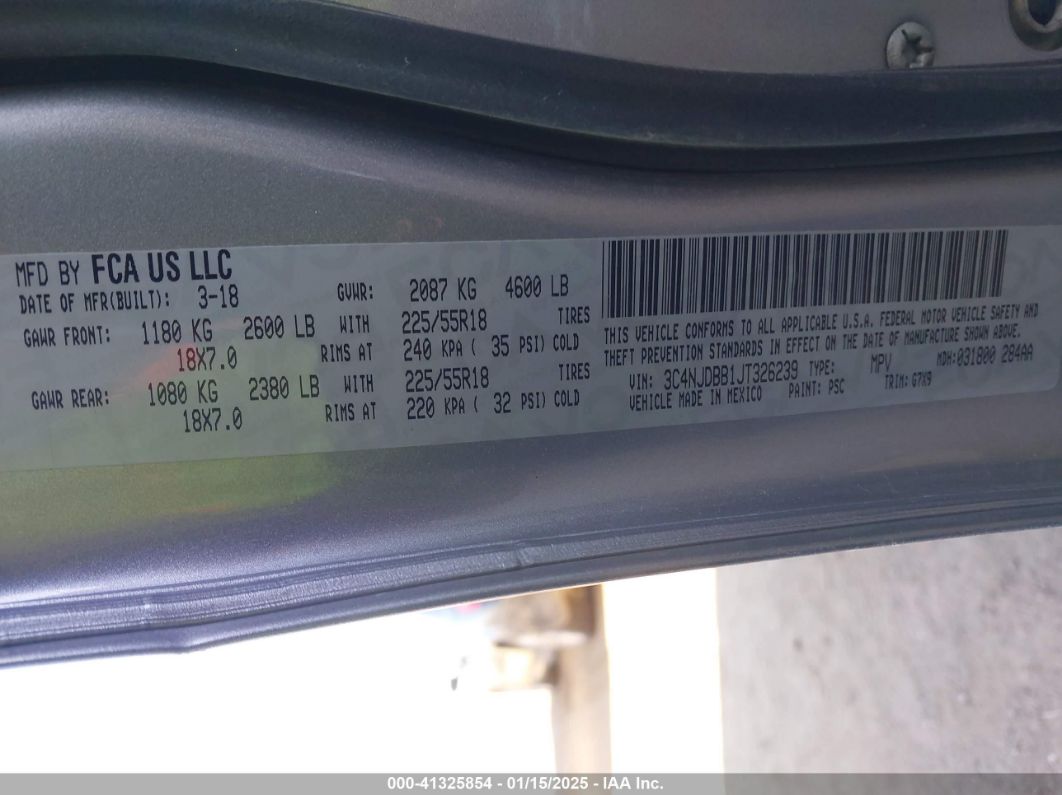 MFD BY FCA US LLC
DATE OF MFR(BUILT): 3-18 GVWR: 2087 KG 4600 LB
GAWR FRONT: 1180 KG 2600 LB WITH 225/55R18 TIRES
18X7.0 RIMS AT 240 KPA ( 35 PSI) COLD
GAWR REAR: 1080 KG 2380 LB WITH 225/55R18 TIRES
18X7.0 RIMS AT 220 KPA ( 32 PSI) COLD
THIS VEHICLE CONFORMS TO ALL APPLICABLE U.S.A. FEDERAL MOTOR VEHICLE SAFETY AND
THEFT PREVENTION STANDARDS IN EFFECT ON THE DATE OF MANUFACTURE SHOWN ABOVE.
VIN: 3C4NJDBB1JT326239 TYPE: MPV MDH:031800 284AA
VEHICLE MADE IN MEXICO PAINT: PSC TRIM: G7X9
000-41325854 - 01/15/2025 - IAA Inc.